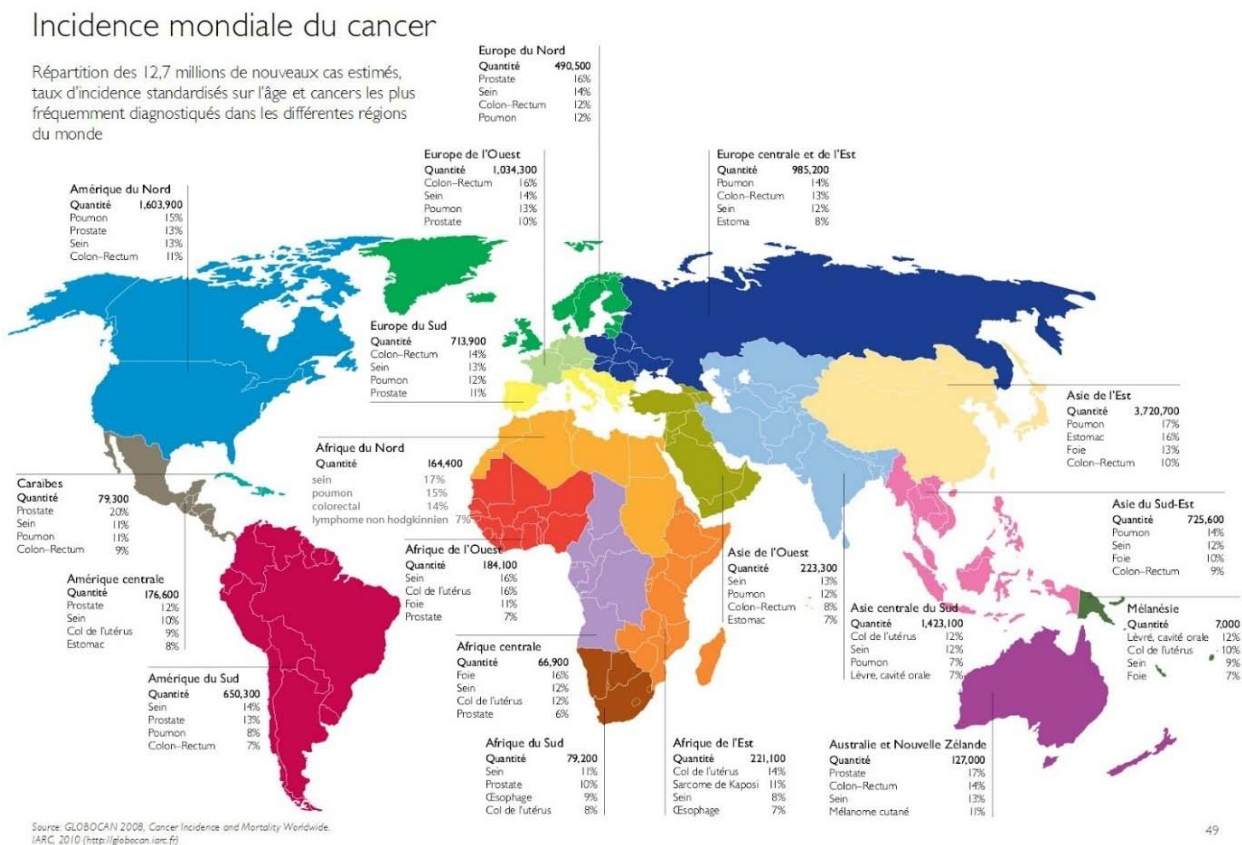 Incidence mondiale du cancer
Répartition des 12,7 millions de nouveaux cas estimés,
taux d'incidence standardisés sur l'âge et cancers les plus
fréquemment diagnostiqués dans les différentes régions
du monde
Europe du Nord
Quantité 490,500
Prostate 16%
Sein 14%
Colon–Rectum 12%
Poumon 12%
Europe de l'Ouest
Quantité 1,034,300
Colon–Rectum 16%
Sein 14%
Poumon 13%
Prostate 10%
Europe centrale et de l'Est
Quantité 985,200
Poumon 14%
Colon–Rectum 13%
Sein 12%
Estoma 8%
Amérique du Nord
Quantité 1,603,900
Poumon 15%
Prostate 13%
Sein 13%
Colon–Rectum 11%
Europe du Sud
Quantité 713,900
Colon–Rectum 14%
Sein 13%
Poumon 12%
Prostate 11%
Asie de l'Est
Quantité 3,720,700
Poumon 17%
Estomac 16%
Foie 13%
Colon–Rectum 10%
Afrique du Nord
Quantité 164,400
sein 17%
poumon 15%
colorectal 14%
lymphome non hodgkinnien 7%
Caraïbes
Quantité 79,300
Prostate 20%
Sein 11%
Poumon 11%
Colon–Rectum 9%
Asie du Sud-Est
Quantité 725,600
Poumon 14%
Sein 12%
Foie 10%
Colon–Rectum 9%
Afrique de l'Ouest
Quantité 184,100
Sein 16%
Col de l'utérus 16%
Foie 11%
Prostate 7%
Asie de l'Ouest
Quantité 223,300
Sein 13%
Poumon 12%
Colon–Rectum 8%
Estomac 7%
Amérique centrale
Quantité 176,600
Prostate 12%
Sein 10%
Col de l'utérus 9%
Estomac 8%
Asie centrale du Sud
Quantité 1,423,100
Col de l'utérus 12%
Sein 12%
Poumon 7%
Lèvre, cavité orale 7%
Mélanésie
Quantité 7,000
Lèvré, cavité orale 12%
Col de l'utérus 10%
Sein 9%
Foie 7%
Afrique centrale
Quantité 66,900
Foie 16%
Sein 12%
Col de l'utérus 12%
Prostate 6%
Amérique du Sud
Quantité 650,300
Sein 14%
Prostate 13%
Poumon 8%
Colon–Rectum 7%
Afrique du Sud
Quantité 79,200
Sein 11%
Prostate 10%
Œsophage 9%
Col de l'utérus 8%
Afrique de l'Est
Quantité 221,100
Col de l'utérus 14%
Sarcome de Kaposi 11%
Sein 8%
Œsophage 7%
Australie et Nouvelle Zélande
Quantité 127,000
Prostate 17%
Colon–Rectum 14%
Sein 13%
Mélanome cutané 11%
Source: GLOBOCAN 2008, Cancer Incidence and Mortality Worldwide.
IARC, 2010 (http://globocan.iarc.fr)
49